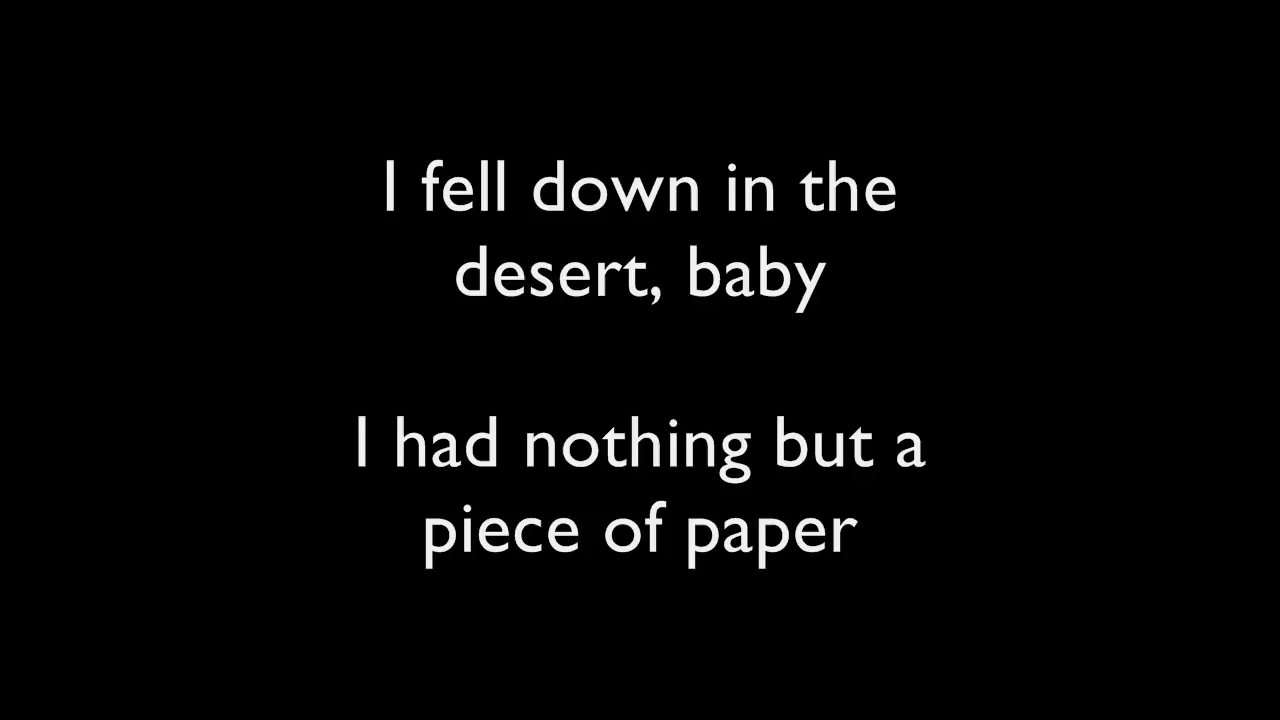 I fell down in the
desert, baby
I had nothing but a
piece of paper